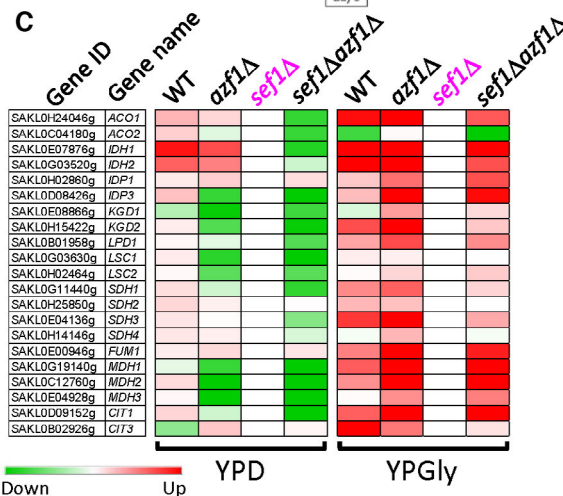 C
Gene ID Gene name WT azf1Δ sef1Δ sef1Δazf1Δ WT azf1Δ sef1Δ sef1Δazf1Δ
SAKL0H24046g ACO1
SAKL0C04180g ACO2
SAKL0E07876g IDH1
SAKL0G03520g IDH2
SAKL0H02860g IDP1
SAKL0D08426g IDP3
SAKL0E08866g KGD1
SAKL0H15422g KGD2
SAKL0B01958g LPD1
SAKL0G03630g LSC1
SAKL0H02464g LSC2
SAKL0G11440g SDH1
SAKL0H25850g SDH2
SAKL0E04136g SDH3
SAKL0H14146g SDH4
SAKL0E00946g FUM1
SAKL0G19140g MDH1
SAKL0C12760g MDH2
SAKL0E04928g MDH3
SAKL0D09152g CIT1
SAKL0B02926g CIT3
YPD YPGly
Down Up